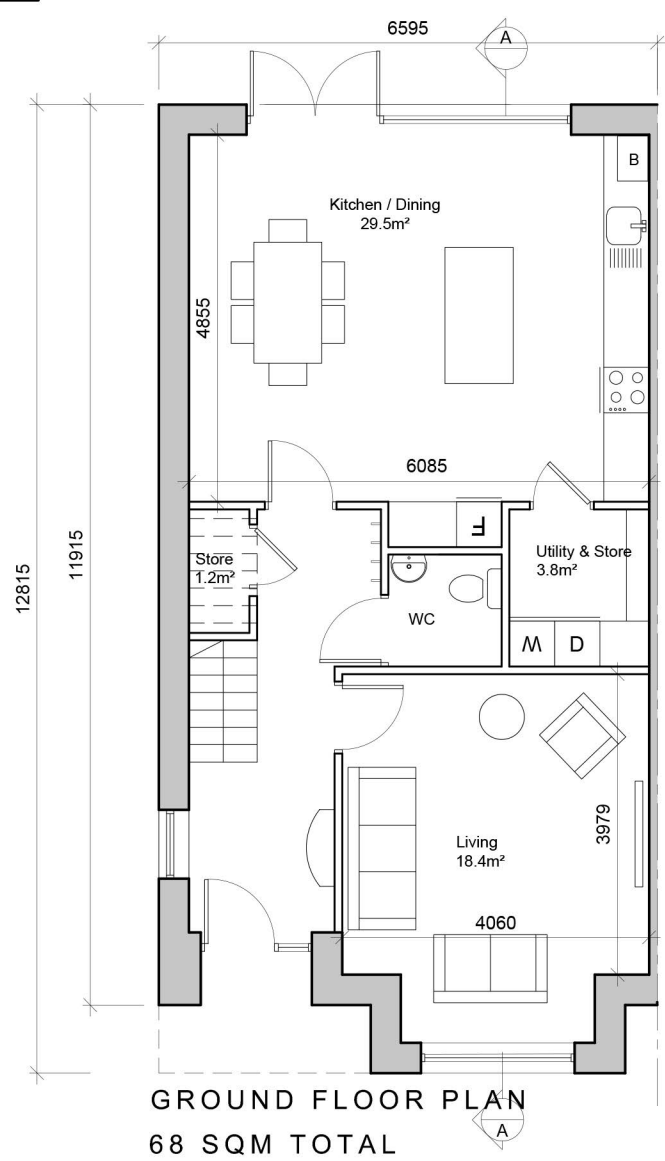 6595
A
B
Kitchen / Dining
29.5m²
4855
6085
12815
11915
F
Store
1.2m²
Utility & Store
3.8m²
WC
W
D
3979
Living
18.4m²
4060
GROUND FLOOR PLAN
A
68 SQM TOTAL